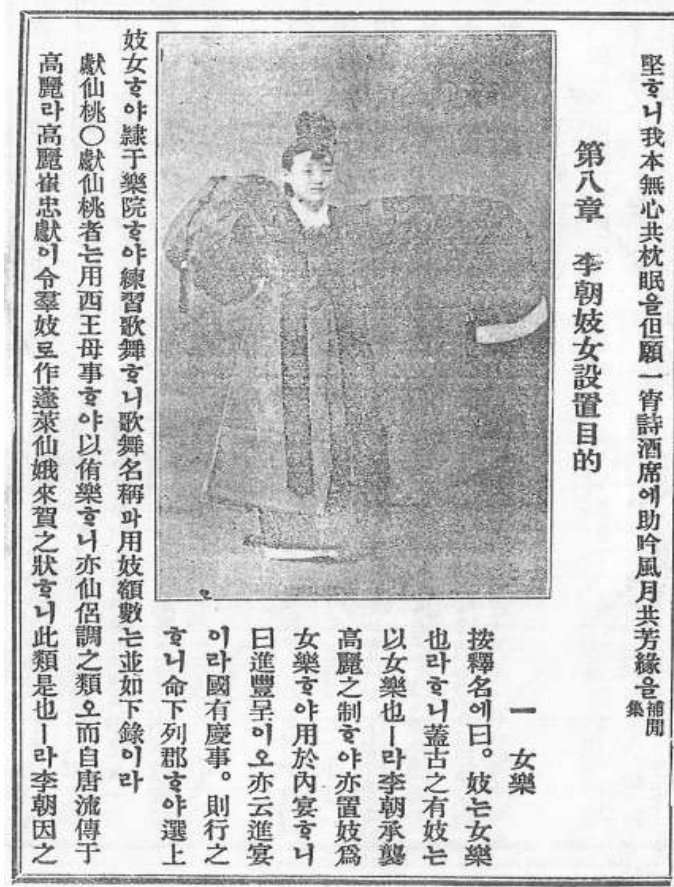 堅ᄒᆞ니我本無心共枕眠을但願一宵詩酒席에助吟風月共芳緣을補閒集
第八章 李朝妓女設置目的
一 女樂
按釋名에曰。妓는女樂
也라ᄒᆞ니蓋古之有妓는
以女樂也ㅣ라李朝承襲
高麗之制ᄒᆞ야亦置妓爲
女樂ᄒᆞ야用於內宴ᄒᆞ니
曰進豐呈이오亦云進宴
이라國有慶事。則行之
ᄒᆞ니命下列郡ᄒᆞ야選上
妓女ᄒᆞ야隷于樂院ᄒᆞ야練習歌舞ᄒᆞ니歌舞名稱과用妓額數는並如下錄이라
獻仙桃○獻仙桃者는用西王母事ᄒᆞ야以侑樂ᄒᆞ니亦仙侶調之類오而自唐流傳于
高麗라高麗崔忠獻이令羣妓로作蓬萊仙娥來賀之狀ᄒᆞ니此類是也ㅣ라李朝因之